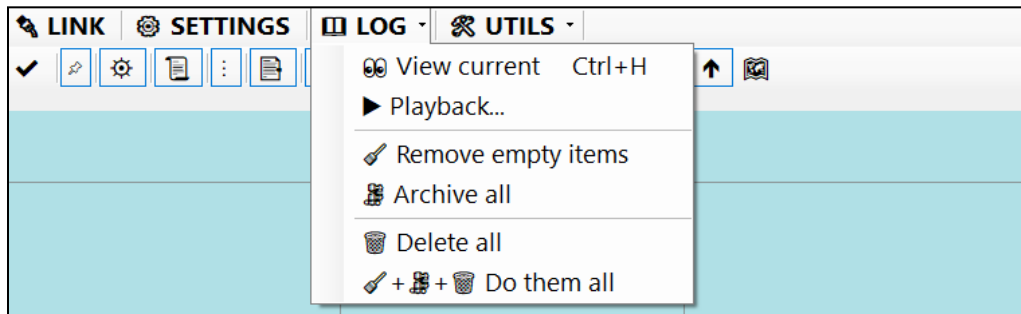 LINK SETTINGS LOG UTILS
View current Ctrl+H
Playback...
Remove empty items
Archive all
Delete all
+ + Do them all